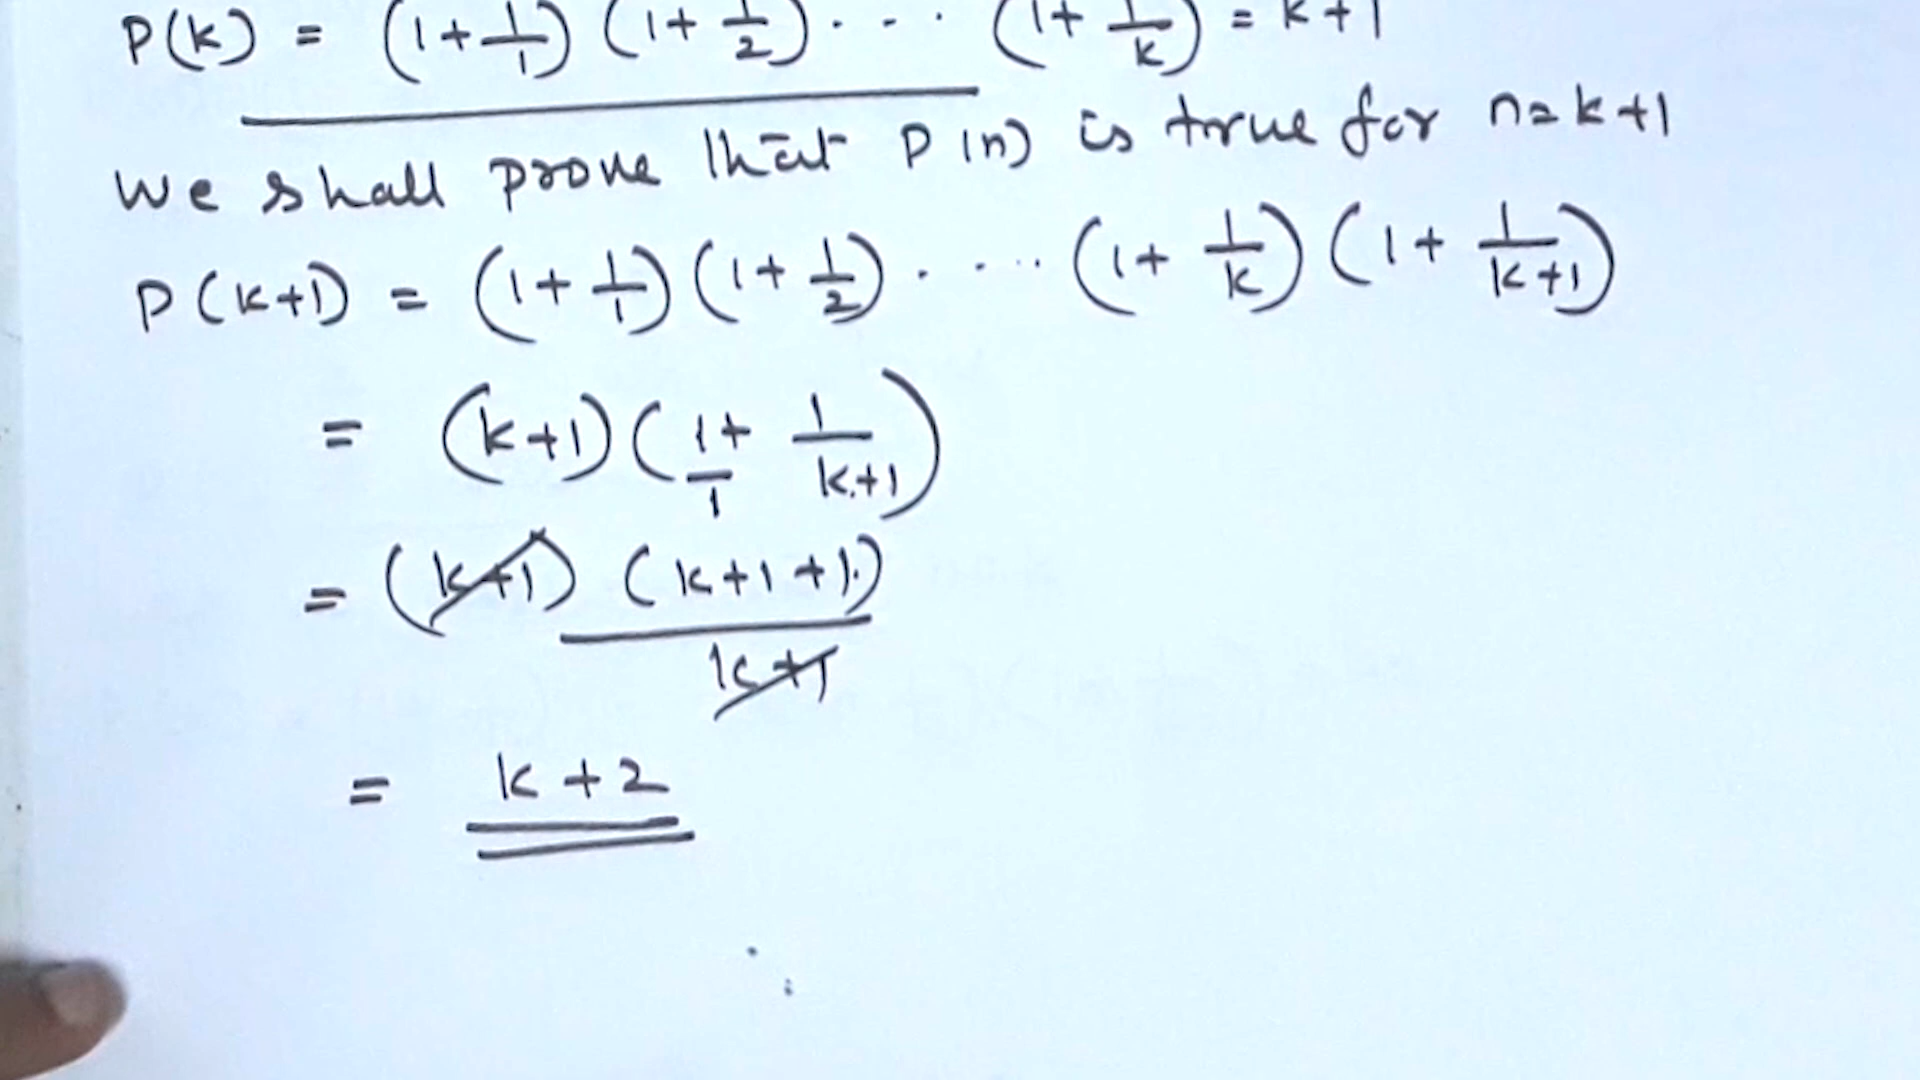 P(k) = (1+1/1) (1+1/2) . - - . (1+1/k) = k+1
We shall prove that P(n) is true for n=k+1
P(k+1) = (1+1/1) (1+1/2) . . . . . (1+1/k) (1+1/k+1)
= (k+1) (1/1 + 1/k+1)
= (k+1) (k+1+1) / k+1
= k+2